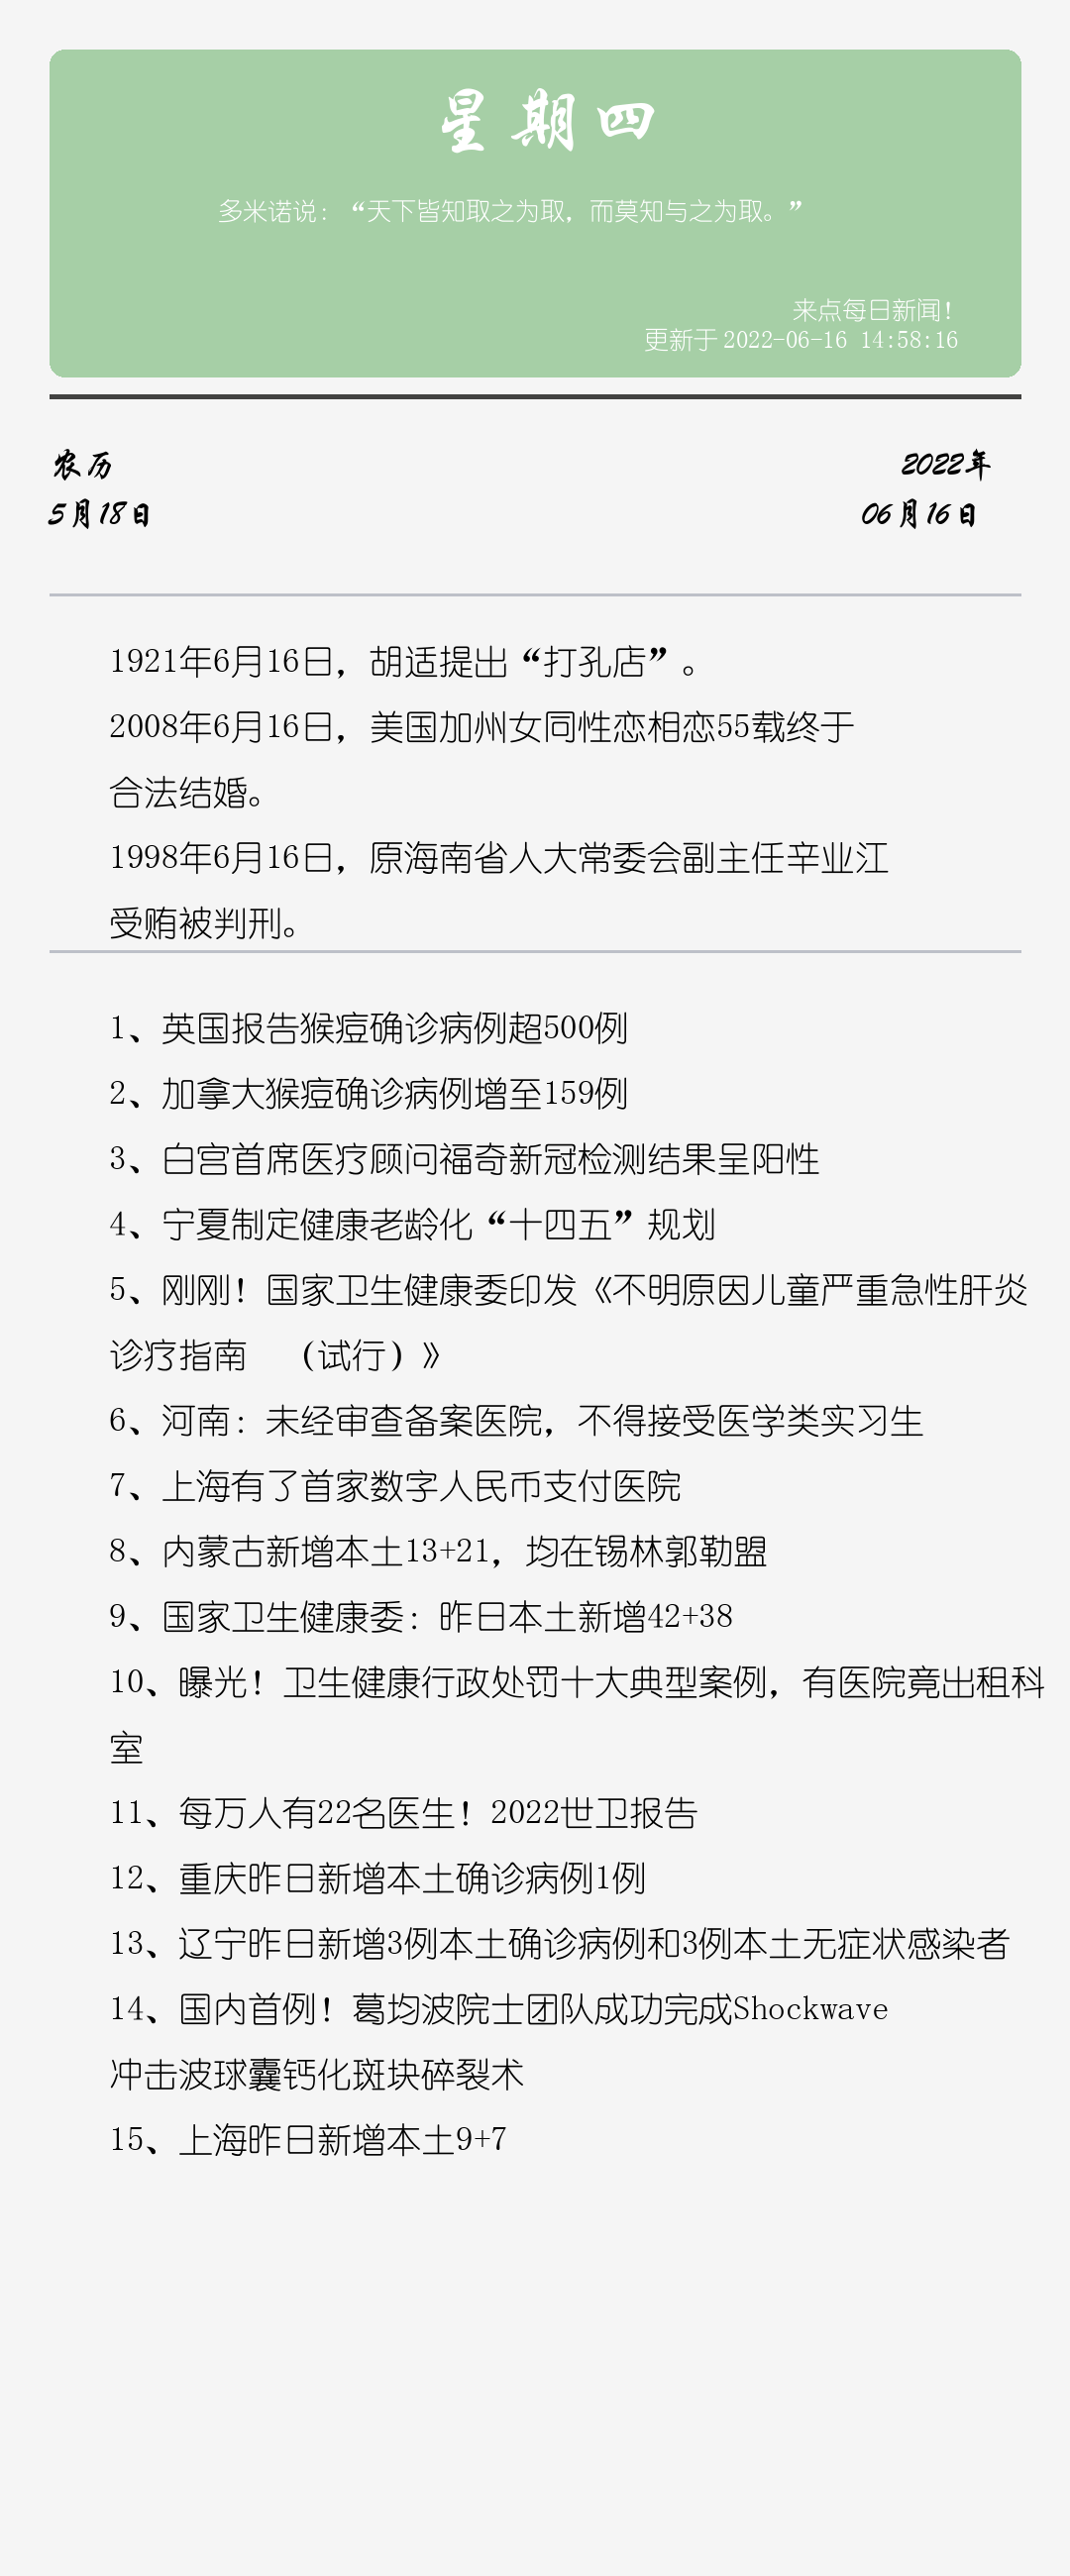 星期四
多米诺说：“天下皆知取之为取，而莫知与之为取。”
来点每日新闻！
更新于2022-06-16 14:58:16
农历
2022年
5月18日
06月16日
1921年6月16日，胡适提出“打孔店”。
2008年6月16日，美国加州女同性恋相恋55载终于
合法结婚。
1998年6月16日，原海南省人大常委会副主任辛业江
受贿被判刑。
1、英国报告猴痘确诊病例超500例
2、加拿大猴痘确诊病例增至159例
3、白宫首席医疗顾问福奇新冠检测结果呈阳性
4、宁夏制定健康老龄化“十四五”规划
5、刚刚！国家卫生健康委印发《不明原因儿童严重急性肝炎
诊疗指南 （试行）》
6、河南：未经审查备案医院，不得接受医学类实习生
7、上海有了首家数字人民币支付医院
8、内蒙古新增本土13+21，均在锡林郭勒盟
9、国家卫生健康委：昨日本土新增42+38
10、曝光！卫生健康行政处罚十大典型案例，有医院竟出租科
室
11、每万人有22名医生！2022世卫报告
12、重庆昨日新增本土确诊病例1例
13、辽宁昨日新增3例本土确诊病例和3例本土无症状感染者
14、国内首例！葛均波院士团队成功完成Shockwave
冲击波球囊钙化斑块碎裂术
15、上海昨日新增本土9+7